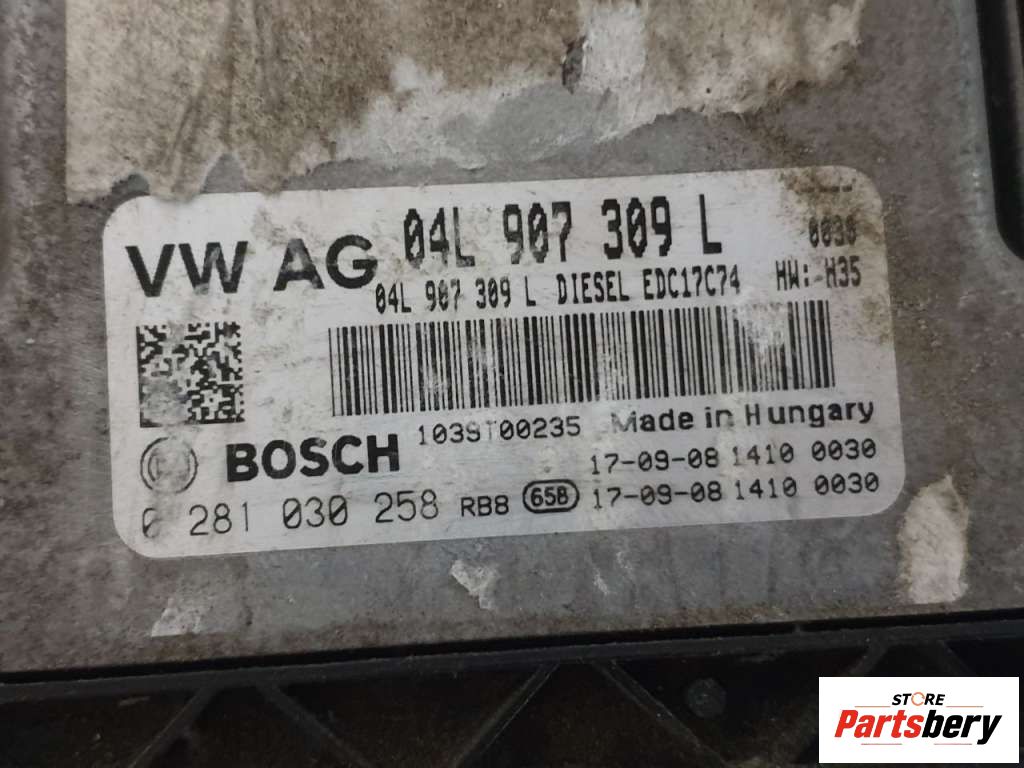 VW AG 04L 907 309 L 0030
04L 907 309 L DIESEL EDC17C74 HW: H35
1039T00235 Made in Hungary
BOSCH 17-09-08 1410 0030
0 281 030 258 RB8 65B 17-09-08 1410 0030
STORE
Partsbery